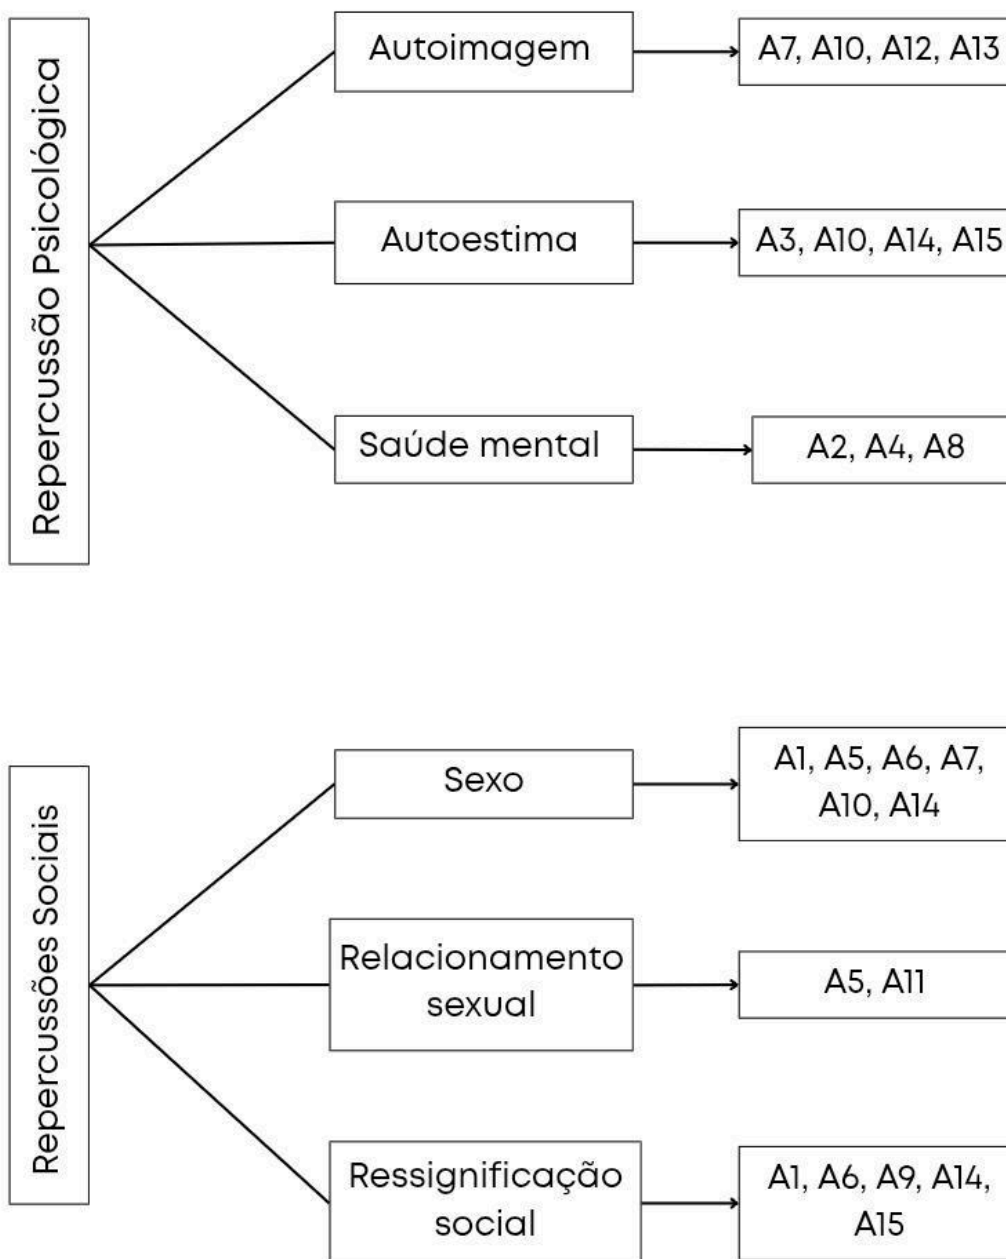 Repercussão Psicológica
Autoimagem
A7, A10, A12, A13
Autoestima
A3, A10, A14, A15
Saúde mental
A2, A4, A8
Repercussões Sociais
Sexo
A1, A5, A6, A7,
A10, A14
Relacionamento
sexual
A5, A11
Ressignificação
social
A1, A6, A9, A14,
A15